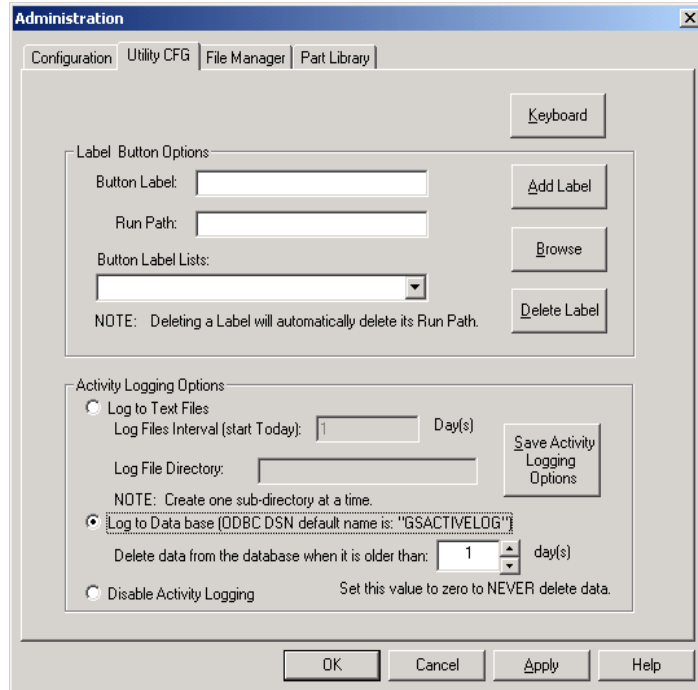 Administration
Configuration Utility CFG File Manager Part Library
Keyboard
Label Button Options
Button Label: Add Label
Run Path:
Browse
Button Label Lists:
Delete Label
NOTE: Deleting a Label will automatically delete its Run Path.
Activity Logging Options
Log to Text Files
Log Files Interval (start Today): 1 Day(s)
Save Activity
Logging
Options
Log File Directory:
NOTE: Create one sub-directory at a time.
Log to Data base (ODBC DSN default name is: "GSACTIVELOG")
Delete data from the database when it is older than: 1 day(s)
Disable Activity Logging Set this value to zero to NEVER delete data.
OK Cancel Apply Help